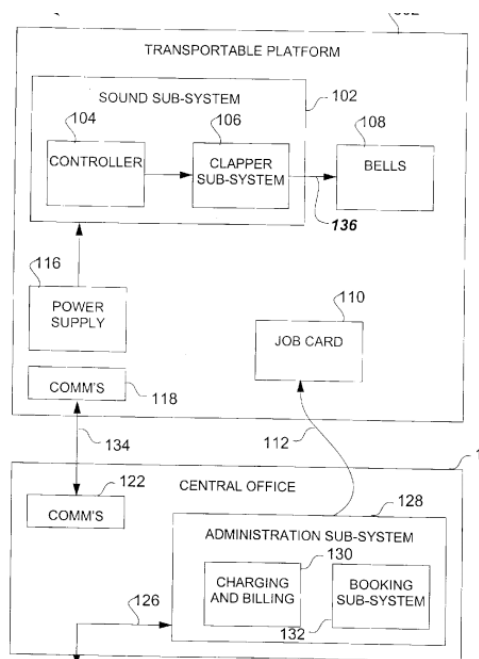 TRANSPORTABLE PLATFORM
SOUND SUB-SYSTEM
102
104
106
108
CONTROLLER
CLAPPER
SUB-SYSTEM
BELLS
136
116
110
POWER
SUPPLY
JOB CARD
COMM'S
118
134
112
122
CENTRAL OFFICE
COMM'S
128
ADMINISTRATION SUB-SYSTEM
130
CHARGING
AND BILLING
BOOKING
SUB-SYSTEM
126
132